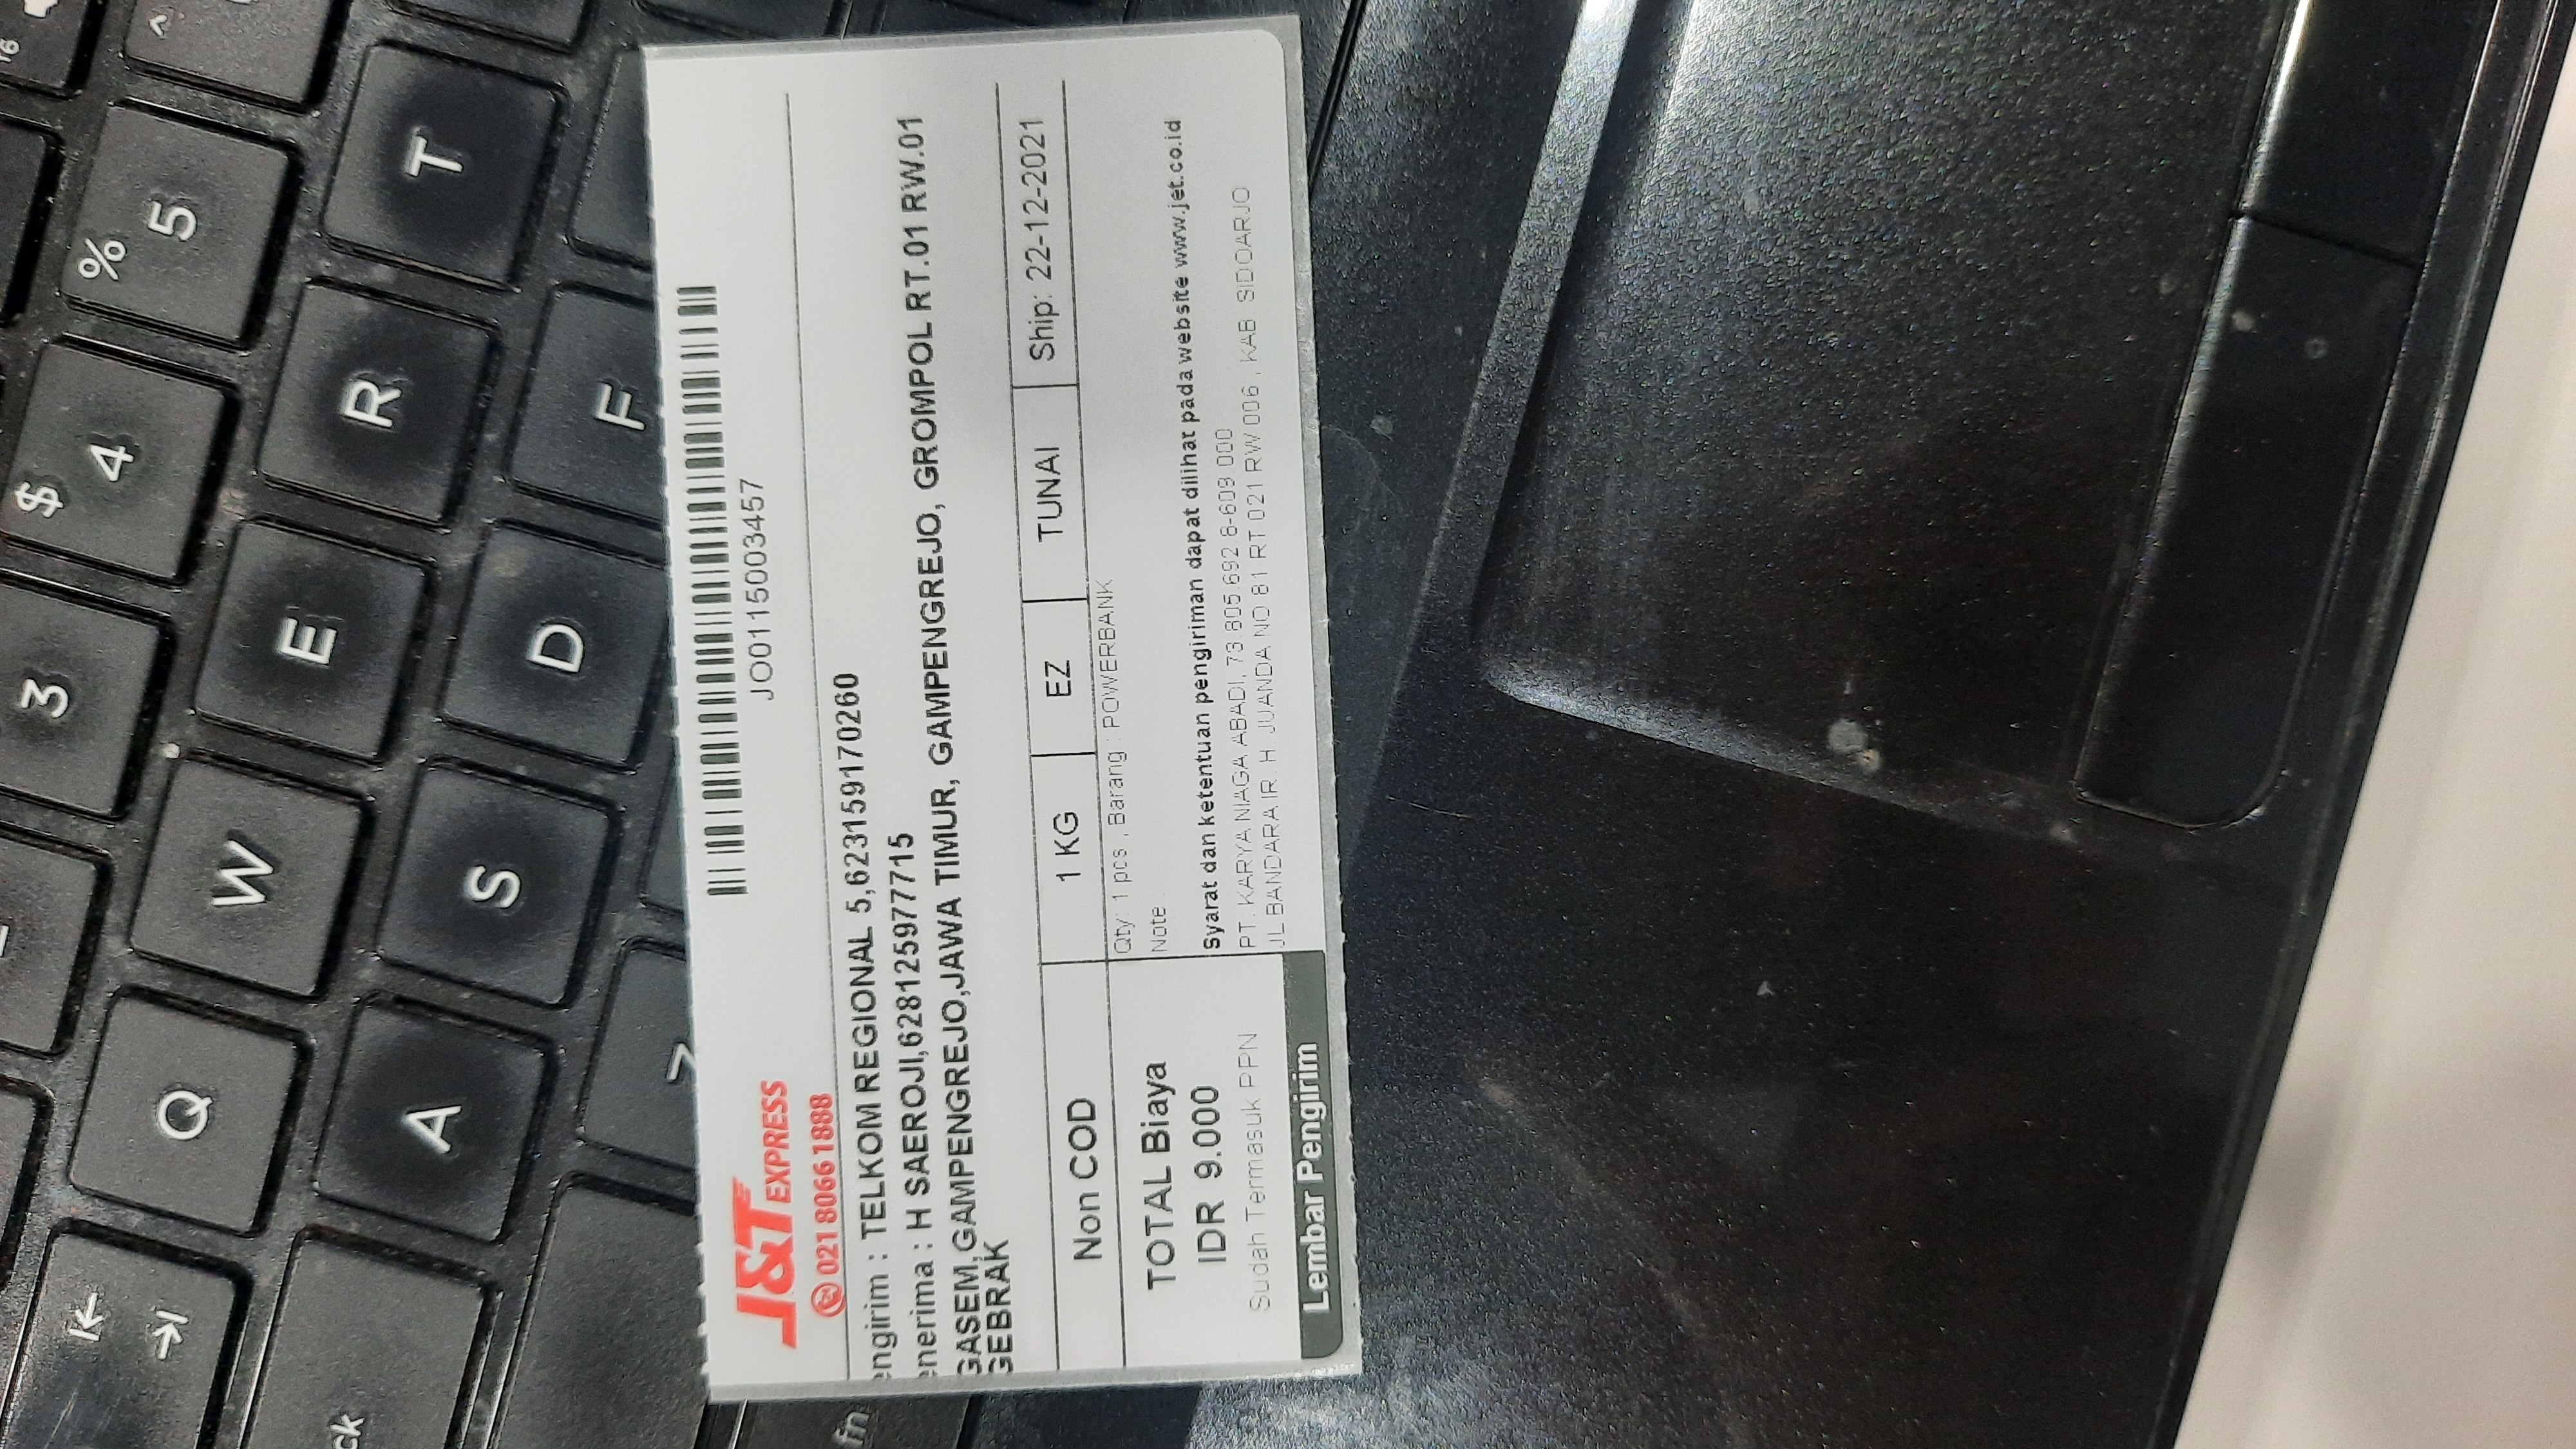 3
$
4
%
5
^
Q
W
E
R
T
ck
A
S
D
F
fn
J&T EXPRESS
021 8066 1888
JO0115003457
engirim : TELKOM REGIONAL 5,623159170260
enerima : H SAEROJI,628125977715
GASEM,GAMPENGREJO,JAWA TIMUR, GAMPENGREJO, GROMPOL RT.01 RW.01
GEBRAK
Non COD
1 KG
EZ
TUNAI
Ship: 22-12-2021
TOTAL Biaya
IDR 9.000
Sudah Termasuk PPN
Lembar Pengirim
Qty: 1 pcs , Barang : POWERBANK
Note :
Syarat dan ketentuan pengiriman dapat dilihat pada website www.jet.co.id
PT. KARYA NIAGA ABADI, 73.805.692.8-609.000
JL BANDARA IR. H. JUANDA NO 81 RT 021 RW 006 , KAB. SIDOARJO